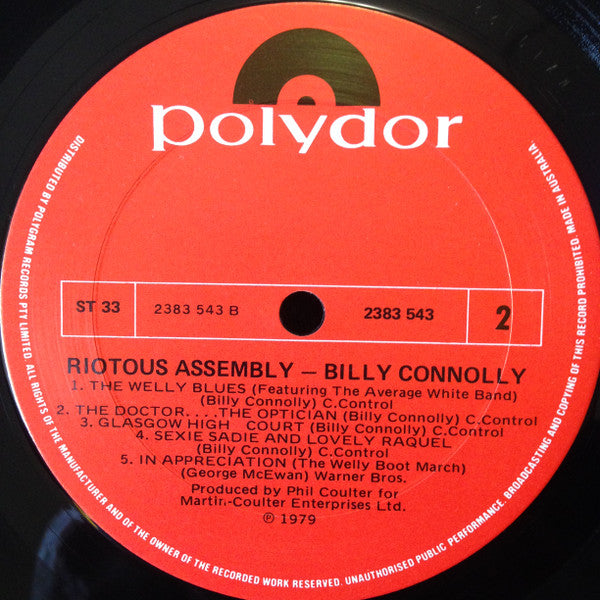 polydor
ST 33
2383 543 B
2383 543
2
RIOTOUS ASSEMBLY – BILLY CONNOLLY
1. THE WELLY BLUES (Featuring The Average White Band)
(Billy Connolly) C.Control
2. THE DOCTOR....THE OPTICIAN (Billy Connolly) C.Control
3. GLASGOW HIGH COURT (Billy Connolly) C.Control
4. SEXIE SADIE AND LOVELY RAQUEL
(Billy Connolly) C.Control
5. IN APPRECIATION (The Welly Boot March)
(George McEwan) Warner Bros.
Produced by Phil Coulter for
Martin-Coulter Enterprises Ltd.
℗ 1979
DISTRIBUTED BY POLYGRAM RECORDS PTY LIMITED. ALL RIGHTS OF THE MANUFACTURER AND OF THE OWNER OF THE RECORDED WORK RESERVED. UNAUTHORISED PUBLIC PERFORMANCE, BROADCASTING AND COPYING OF THIS RECORD PROHIBITED. MADE IN AUSTRALIA